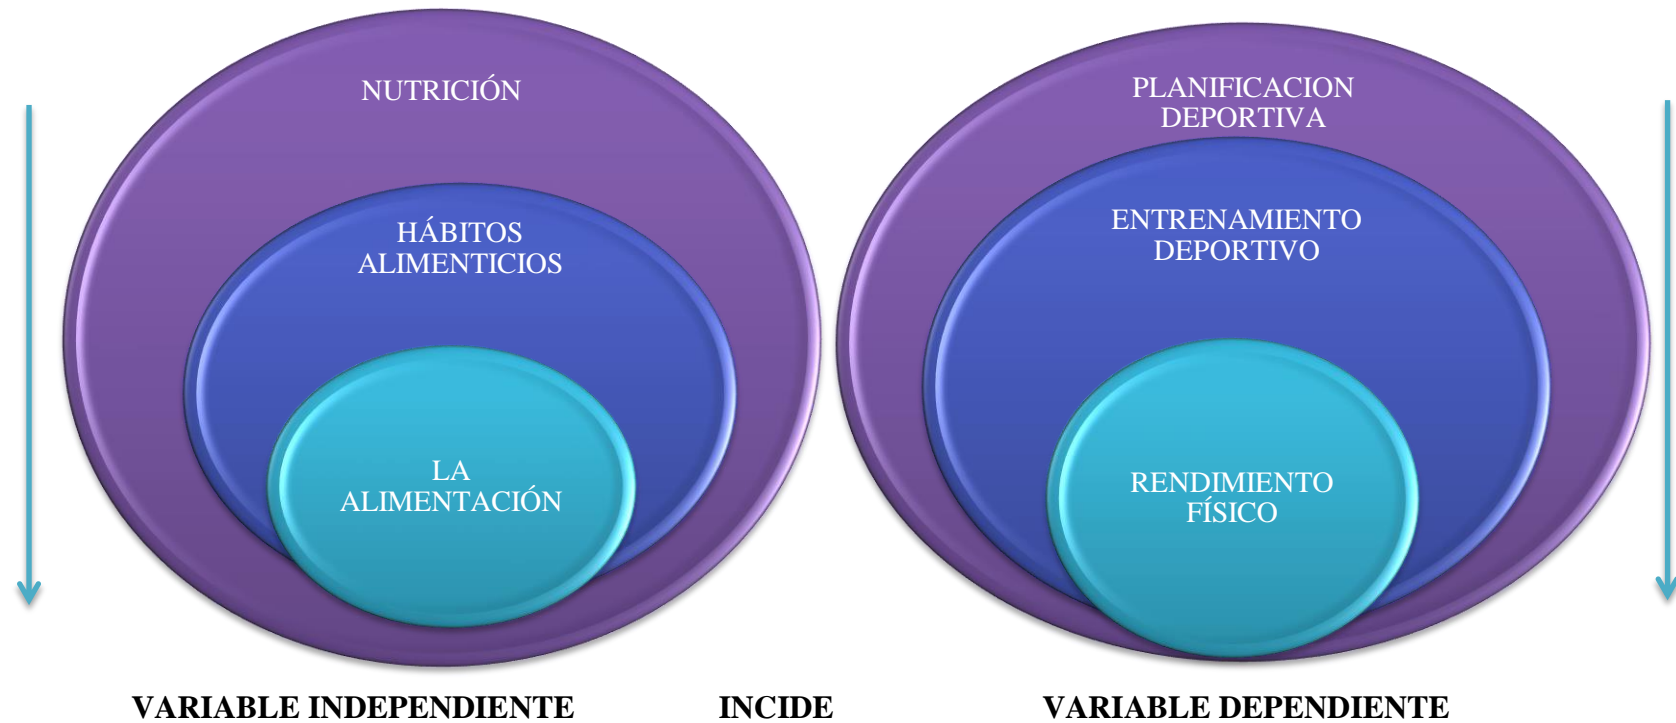 NUTRICIÓN
HÁBITOS
ALIMENTICIOS
LA
ALIMENTACIÓN
PLANIFICACION
DEPORTIVA
ENTRENAMIENTO
DEPORTIVO
RENDIMIENTO
FÍSICO
VARIABLE INDEPENDIENTE INCIDE VARIABLE DEPENDIENTE